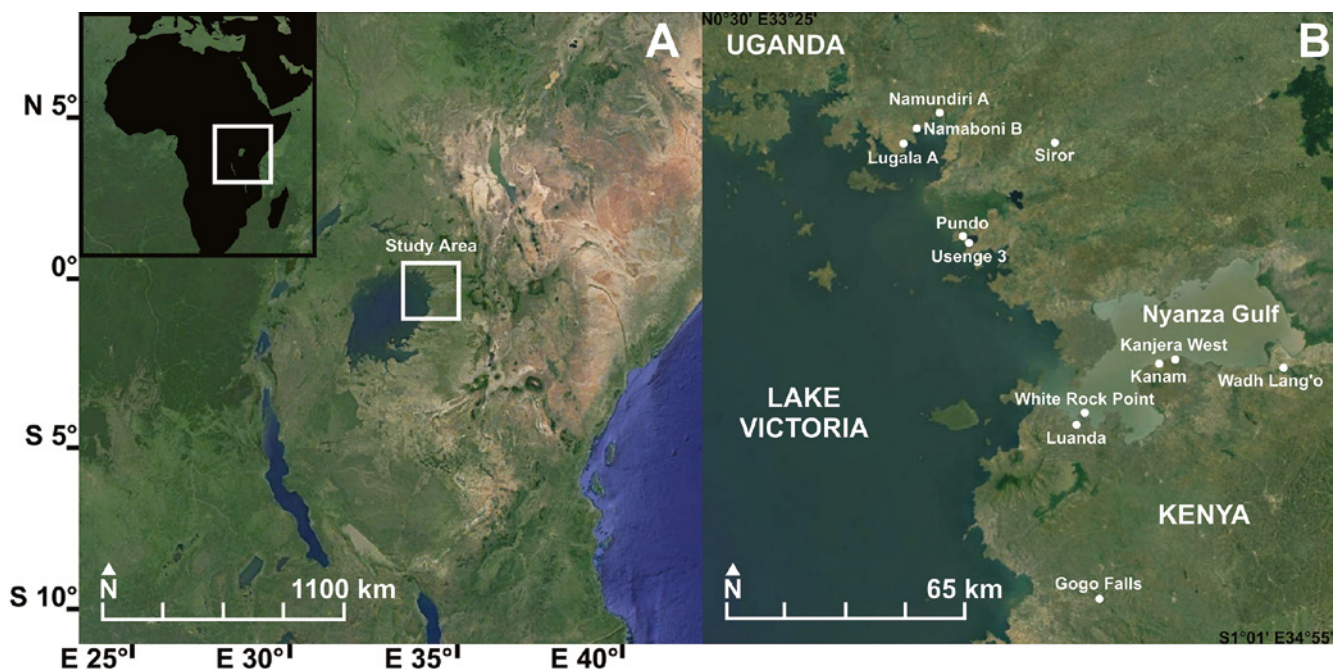 A
N 5°
0°
S 5°
S 10°
E 25°
E 30°
E 35°
E 40°
Study Area
N
1100 km
N0°30' E33°25'
B
UGANDA
Namundiri A
Namaboni B
Lugala A
Siror
Pundo
Usenge 3
Nyanza Gulf
Kanjera West
Kanam
Wadh Lang'o
White Rock Point
Luanda
LAKE
VICTORIA
KENYA
Gogo Falls
N
65 km
S1°01' E34°55'